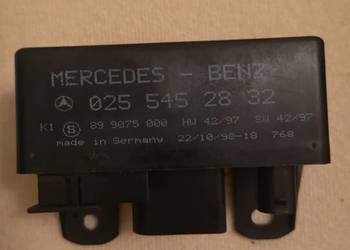 MERCEDES - BENZ
025 545 28 32
K1 S 89 9075 000 HW 42/97 SW 42/97
made in Germany 22/10/98-18 768